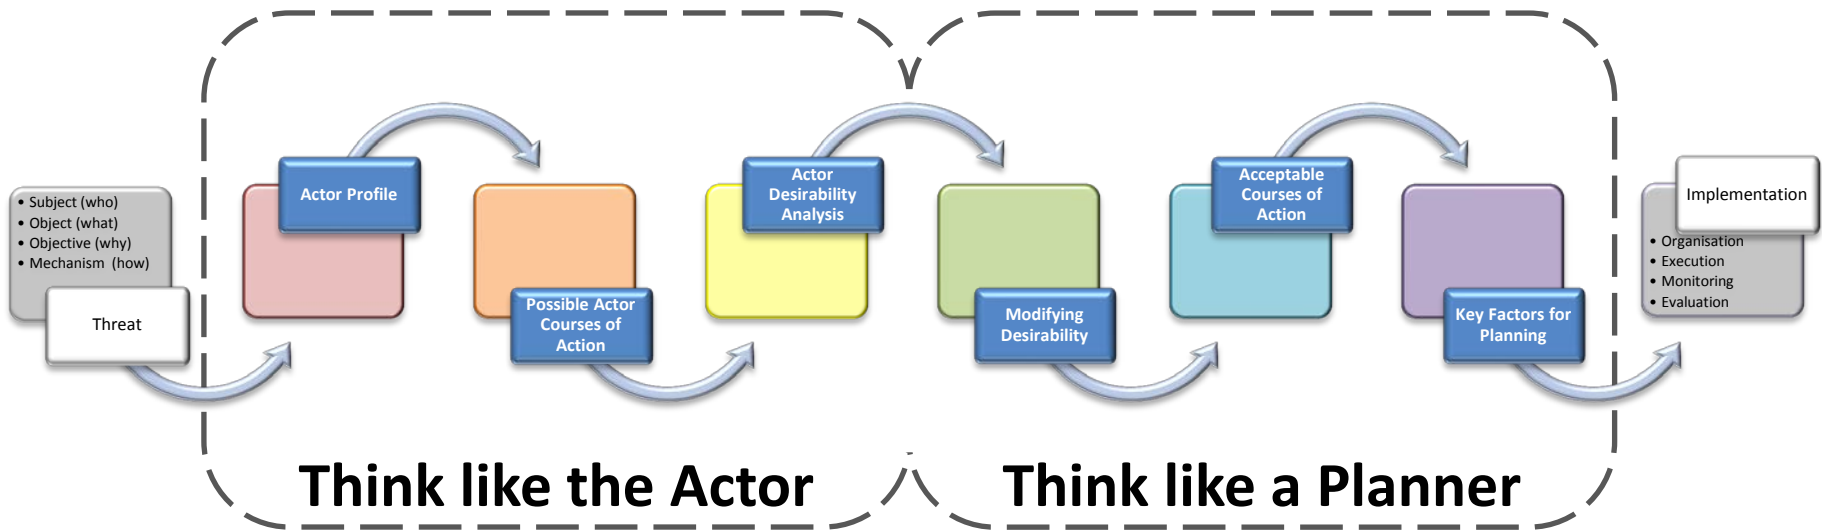 • Subject (who)
• Object (what)
• Objective (why)
• Mechanism (how)
Threat
Actor Profile
Possible Actor
Courses of
Action
Actor
Desirability
Analysis
Modifying
Desirability
Acceptable
Courses of
Action
Key Factors for
Planning
Implementation
• Organisation
• Execution
• Monitoring
• Evaluation
Think like the Actor
Think like a Planner